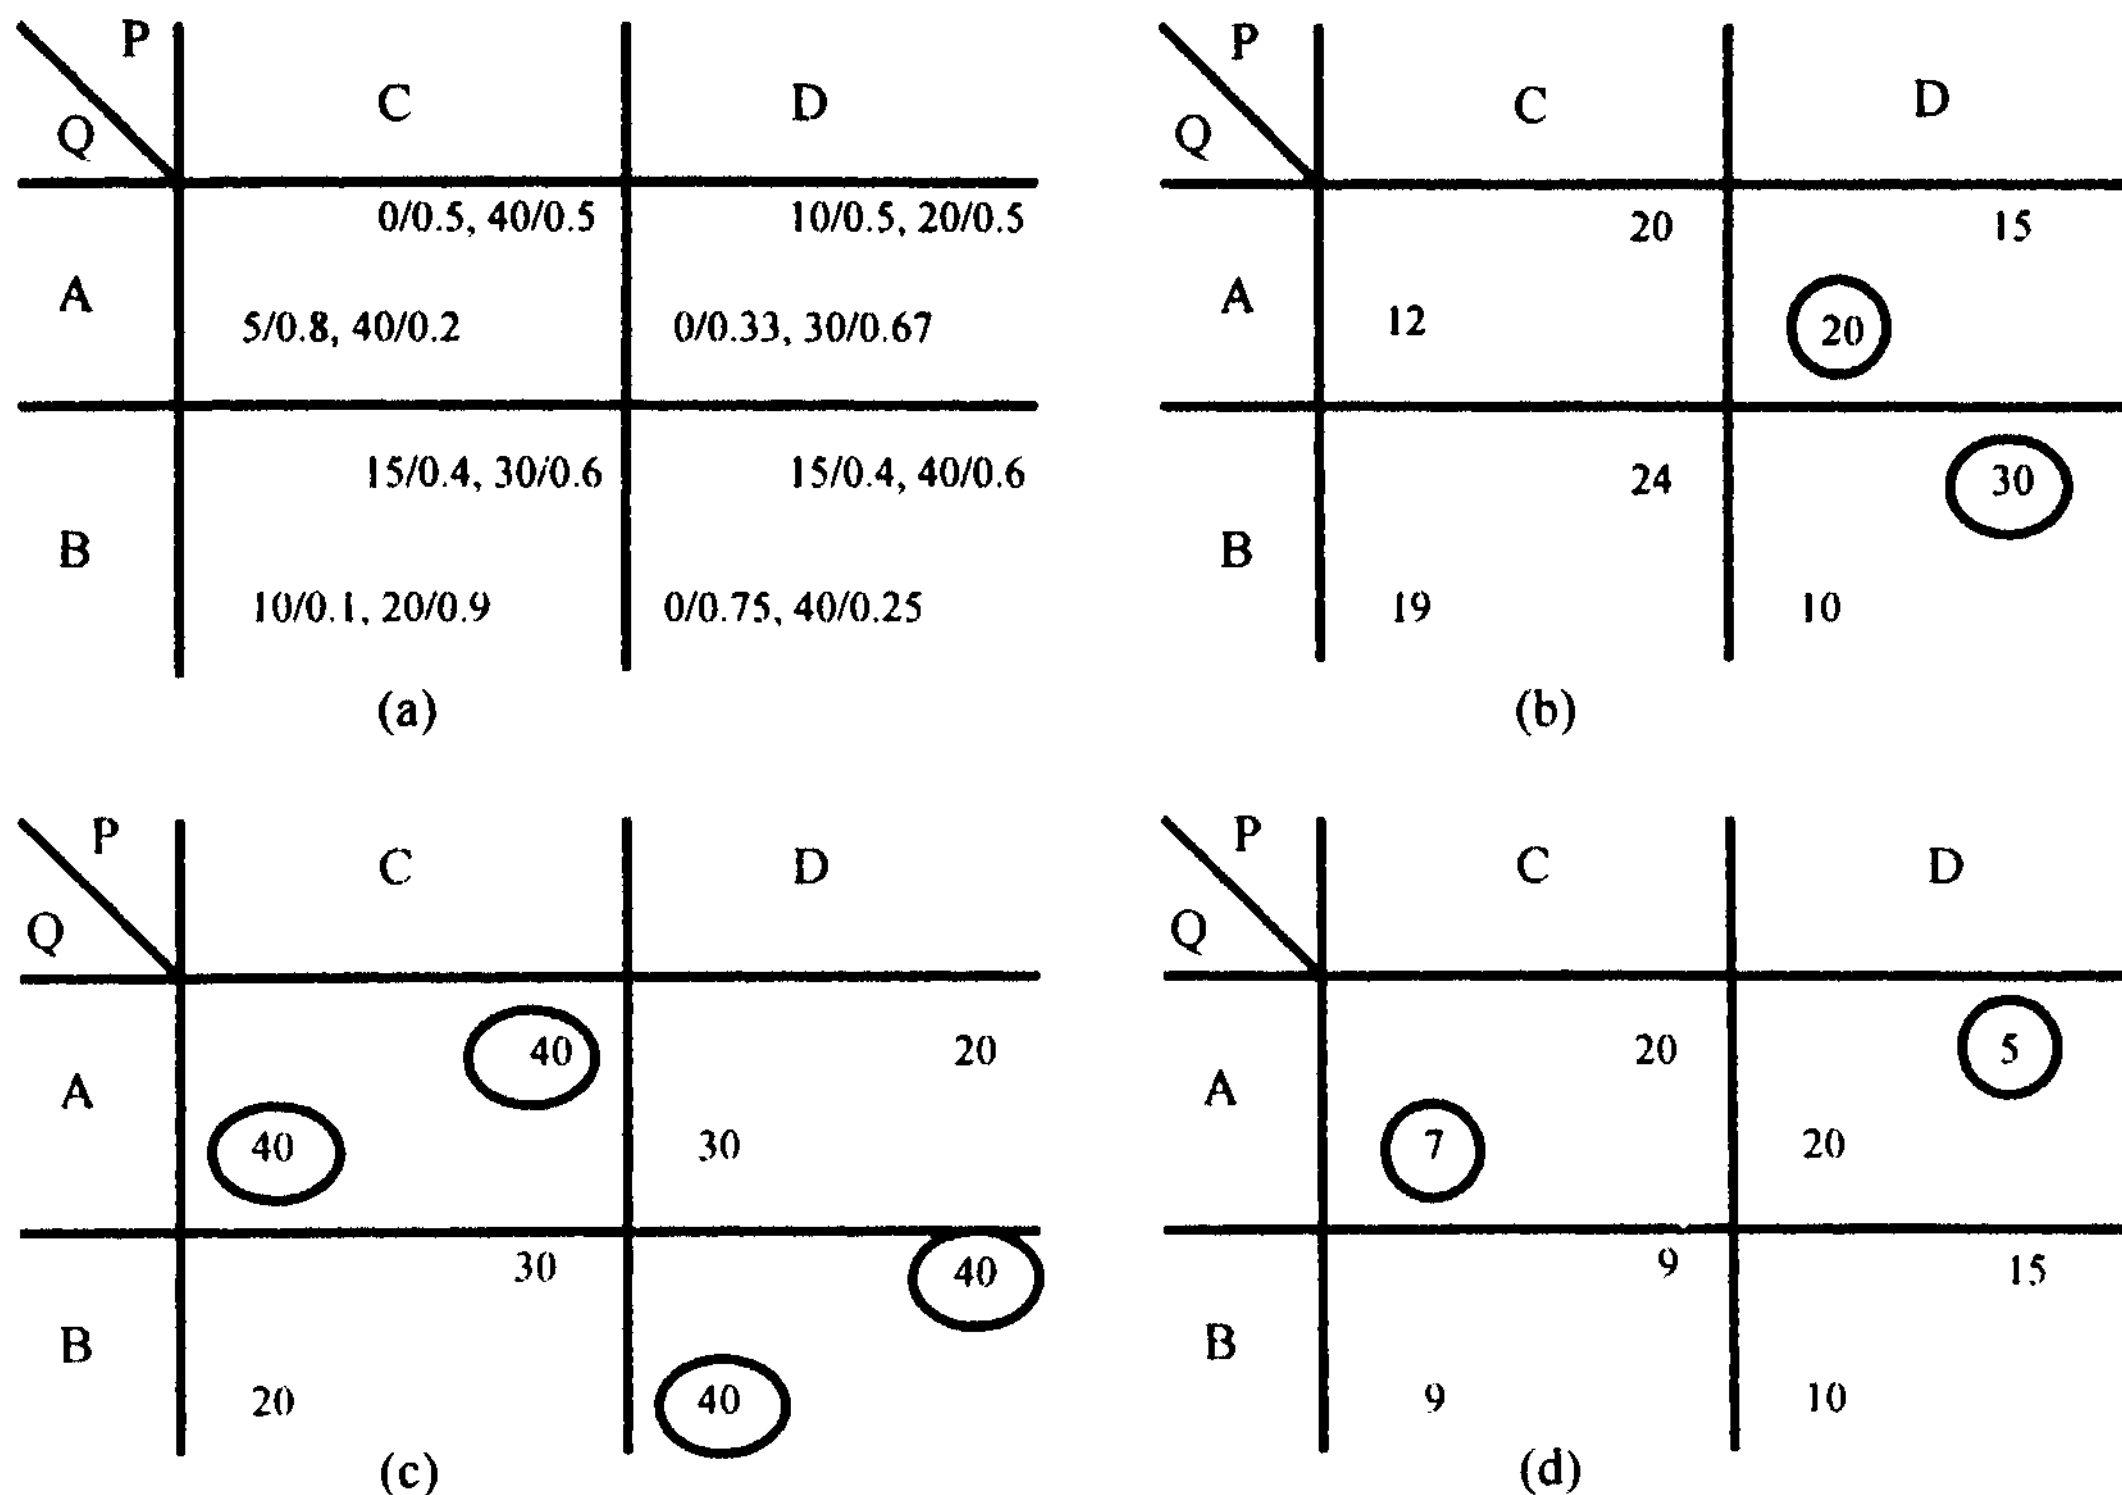 P
C D
Q
0/0.5, 40/0.5 10/0.5, 20/0.5
A
5/0.8, 40/0.2 0/0.33, 30/0.67
15/0.4, 30/0.6 15/0.4, 40/0.6
B
10/0.1, 20/0.9 0/0.75, 40/0.25
(a)
P
C D
Q
20 15
A
12 20
24 30
B
19 10
(b)
P
C D
Q
40 20
A
40 30
30 40
B
20 40
(c)
P
C D
Q
20 5
A
7 20
9 15
B
9 10
(d)